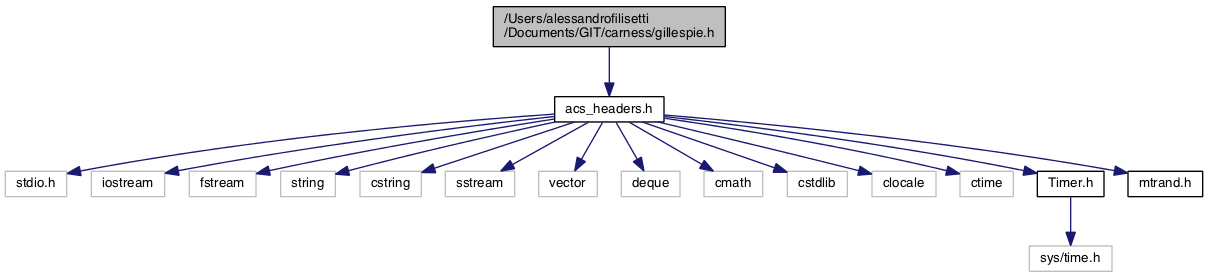 /Users/alessandrofilisetti
/Documents/GIT/carness/gillespie.h
acs_headers.h
stdio.h
iostream
fstream
string
cstring
sstream
vector
deque
cmath
cstdlib
clocale
ctime
Timer.h
mtrand.h
sys/time.h